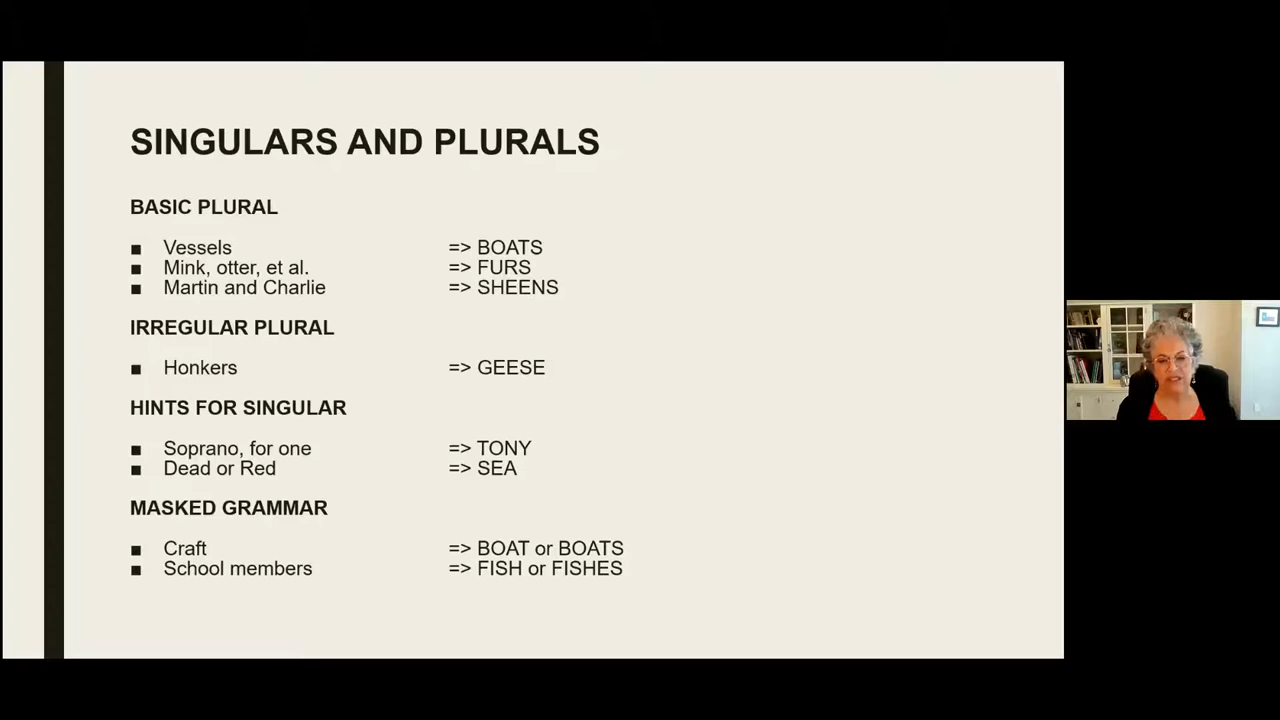 SINGULARS AND PLURALS
BASIC PLURAL
■ Vessels => BOATS
■ Mink, otter, et al. => FURS
■ Martin and Charlie => SHEENS
IRREGULAR PLURAL
■ Honkers => GEESE
HINTS FOR SINGULAR
■ Soprano, for one => TONY
■ Dead or Red => SEA
MASKED GRAMMAR
■ Craft => BOAT or BOATS
■ School members => FISH or FISHES